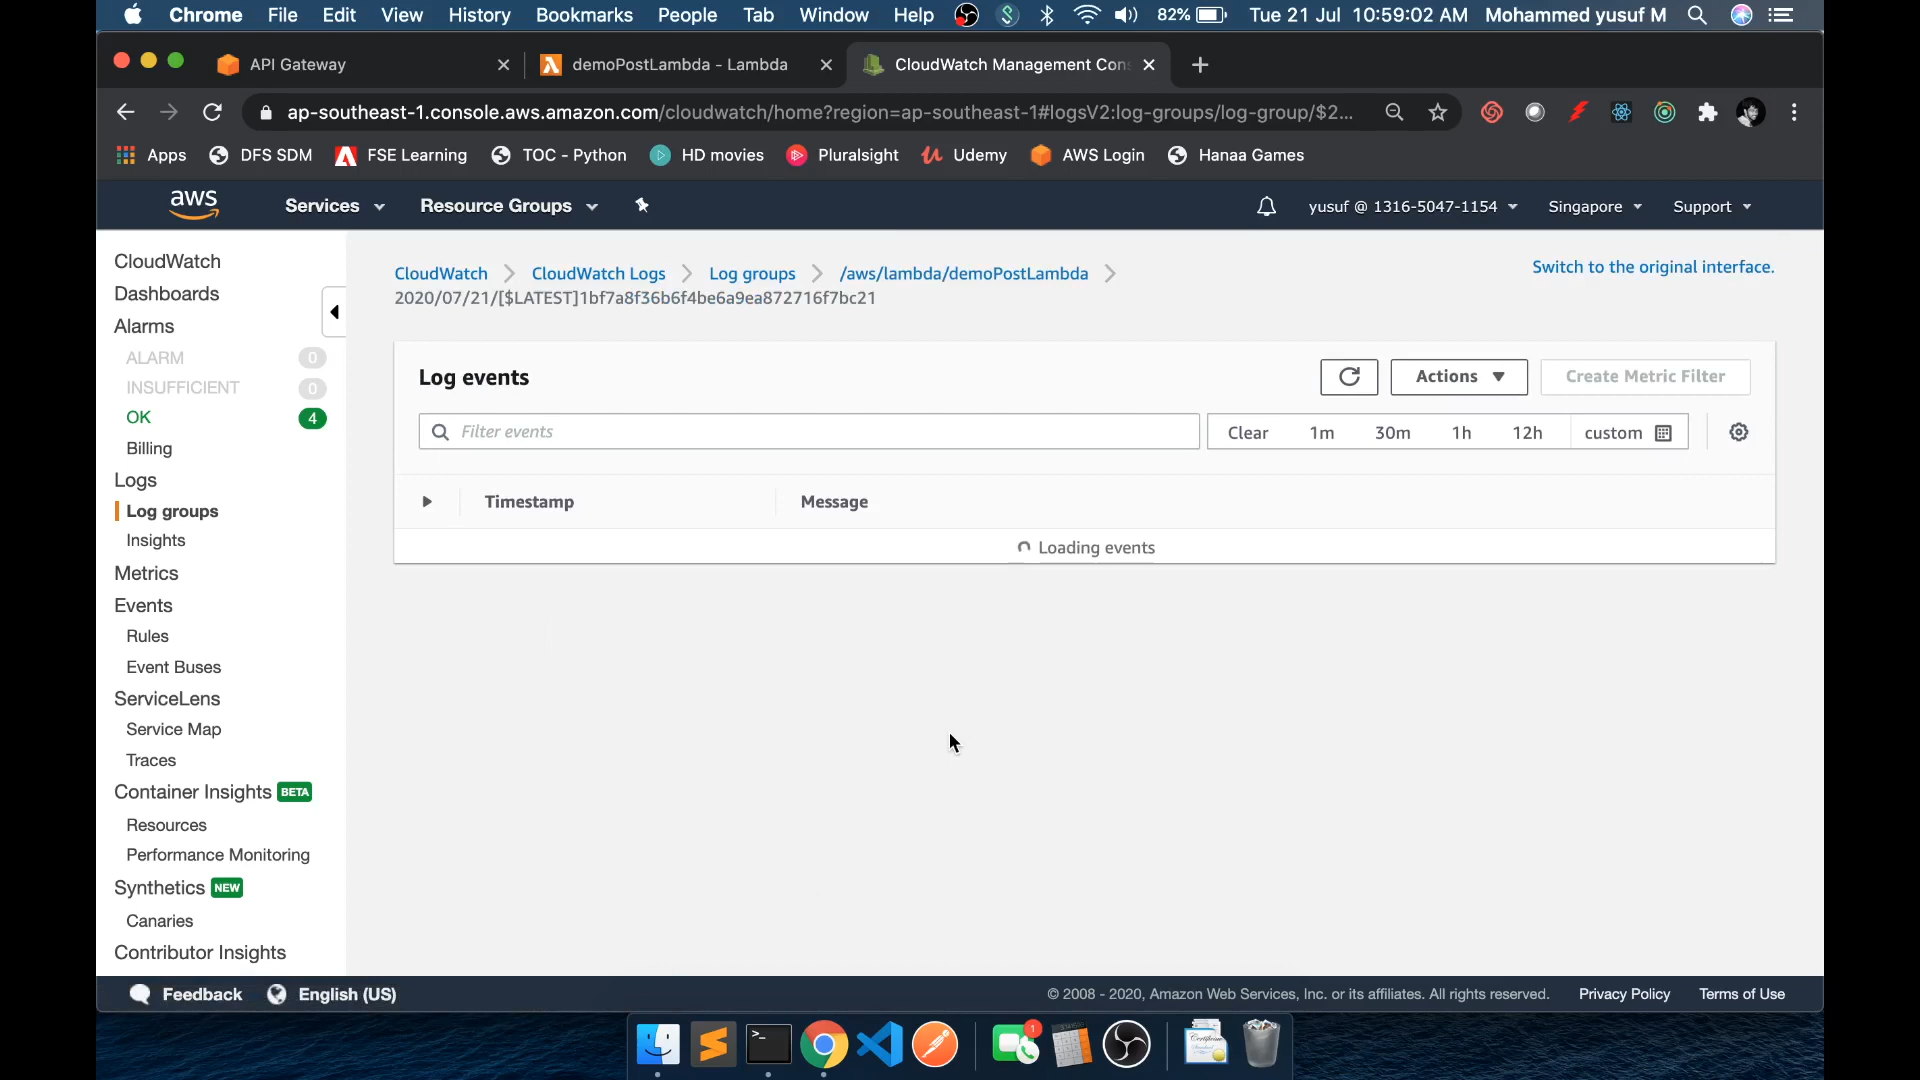 Chrome File Edit View History Bookmarks People Tab Window Help 82% Tue 21 Jul 10:59:02 AM Mohammed yusuf M
API Gateway demoPostLambda - Lambda CloudWatch Management Con
ap-southeast-1.console.aws.amazon.com/cloudwatch/home?region=ap-southeast-1#logsV2:log-groups/log-group/$2...
Apps DFS SDM FSE Learning TOC - Python HD movies Pluralsight Udemy AWS Login Hanaa Games
aws Services Resource Groups yusuf @ 1316-5047-1154 Singapore Support
CloudWatch
Dashboards
Alarms
ALARM 0
INSUFFICIENT 0
OK 4
Billing
Logs
Log groups
Insights
Metrics
Events
Rules
Event Buses
ServiceLens
Service Map
Traces
Container Insights BETA
Resources
Performance Monitoring
Synthetics NEW
Canaries
Contributor Insights
CloudWatch CloudWatch Logs Log groups /aws/lambda/demoPostLambda
2020/07/21/[$LATEST]1bf7a8f36b6f4be6a9ea872716f7bc21
Switch to the original interface.
Log events
Actions Create Metric Filter
Filter events Clear 1m 30m 1h 12h custom
Timestamp Message
Loading events
Feedback English (US) © 2008 - 2020, Amazon Web Services, Inc. or its affiliates. All rights reserved. Privacy Policy Terms of Use
1